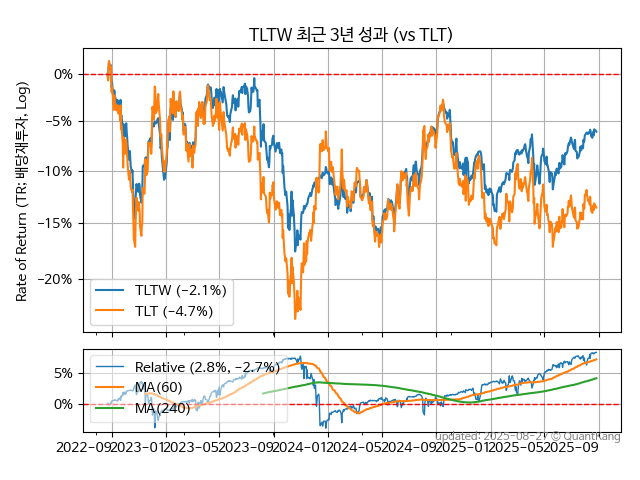 TLTW 최근 3년 성과 (vs TLT)
Rate of Return (TR: 배당재투자, Log)
0%
−5%
−10%
−15%
−20%
TLTW (−2.1%)
TLT (−4.7%)
5%
0%
Relative (2.8%, −2.7%)
MA(60)
MA(240)
updated: 2025-08-27 © QuantKang
2022-09 2023-01 2023-05 2023-09 2024-01 2024-05 2024-09 2025-01 2025-05 2025-09